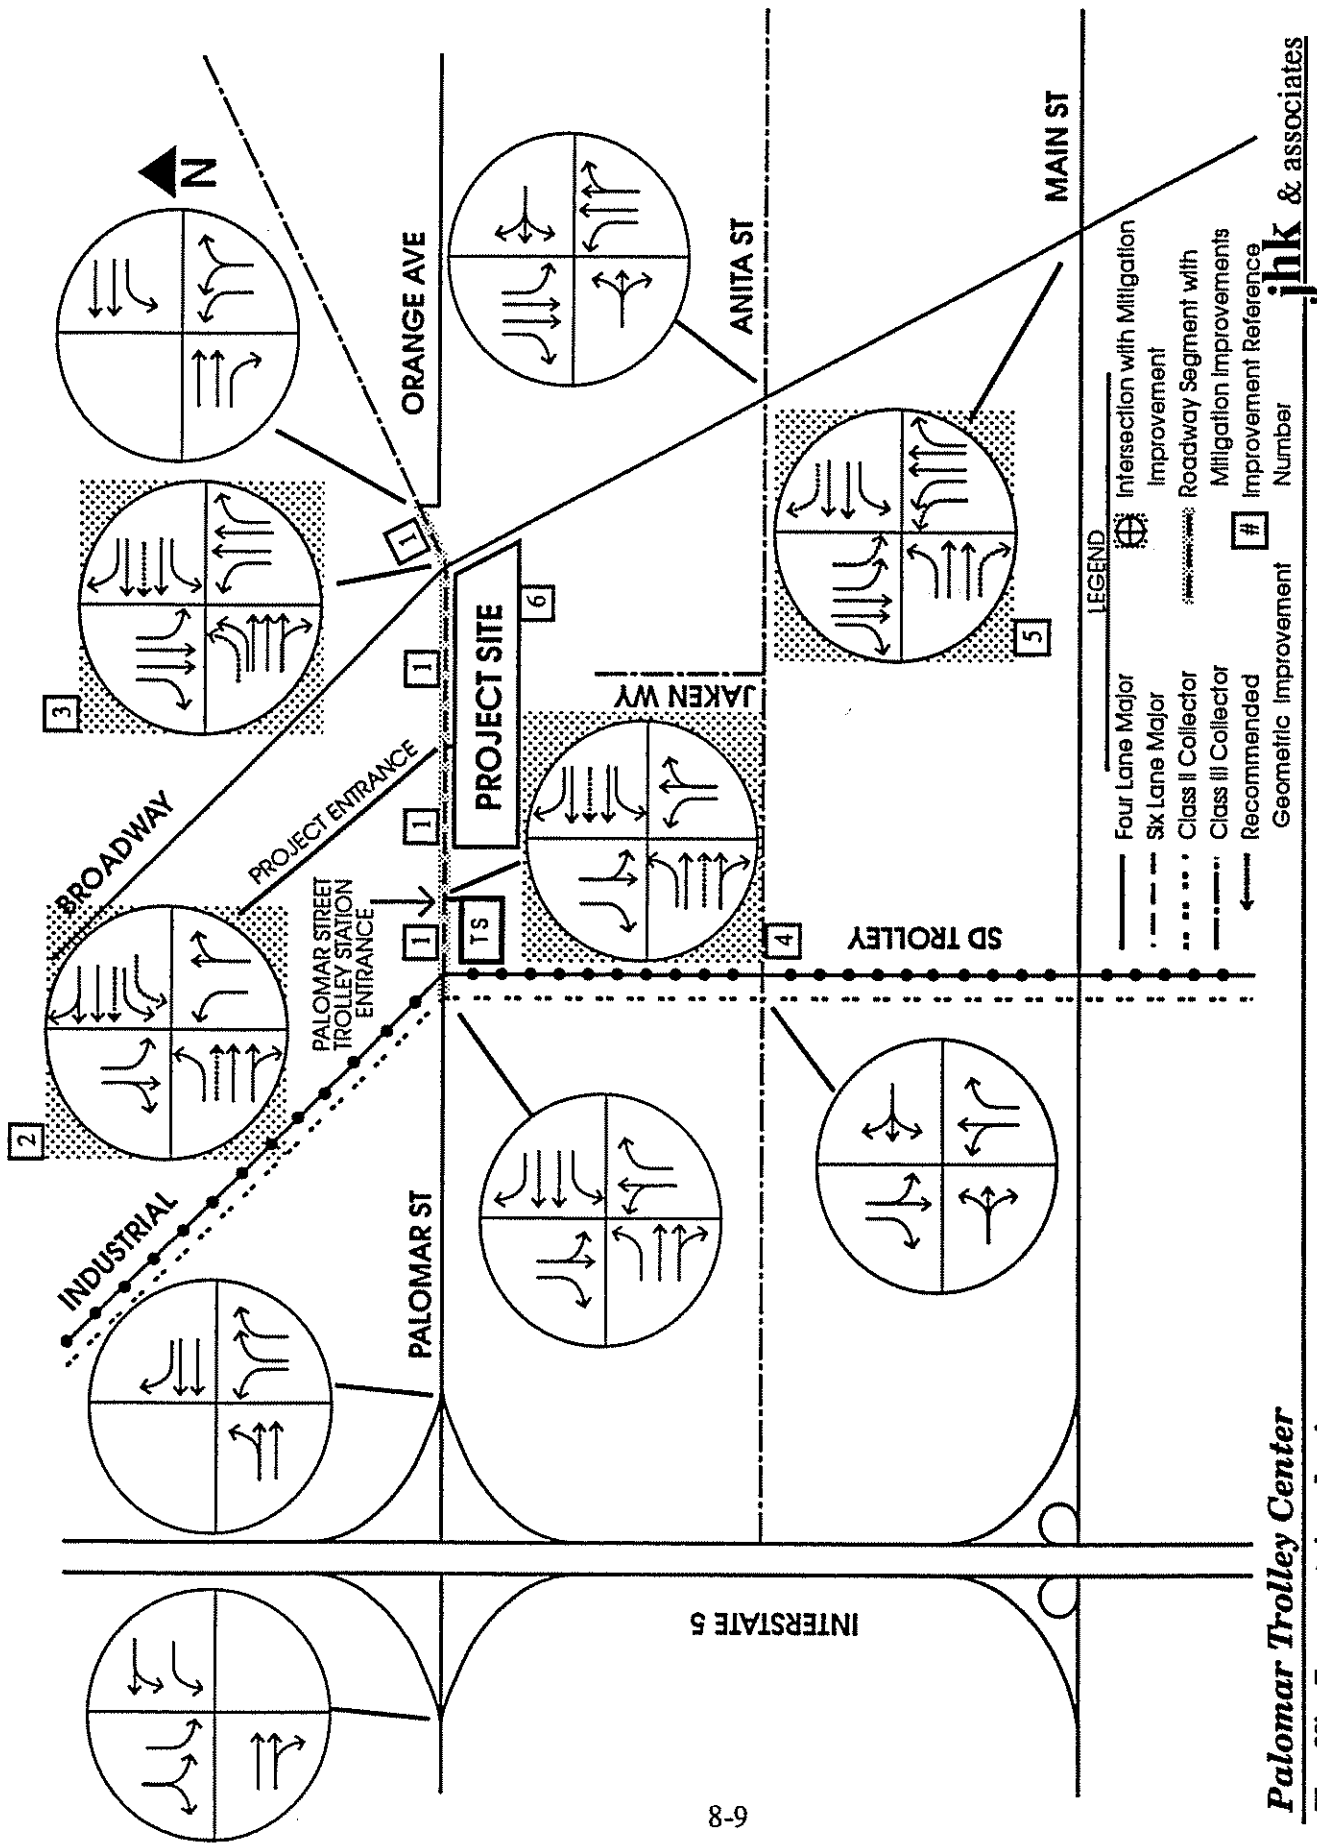 INTERSTATE 5
INDUSTRIAL
PALOMAR ST
2
BROADWAY
PROJECT ENTRANCE
PALOMAR STREET
TROLLEY STATION
ENTRANCE
1
TS
1
1
1
3
PROJECT SITE
6
N
ORANGE AVE
JAKEN WY
4
SD TROLLEY
ANITA ST
5
MAIN ST
LEGEND
Four Lane Major
Six Lane Major
Class II Collector
Class III Collector
Recommended
Geometric Improvement
Intersection with Mitigation
Improvement
Roadway Segment with
Mitigation Improvements
# Improvement Reference
Number
Palomar Trolley Center
jhk & associates
8-9